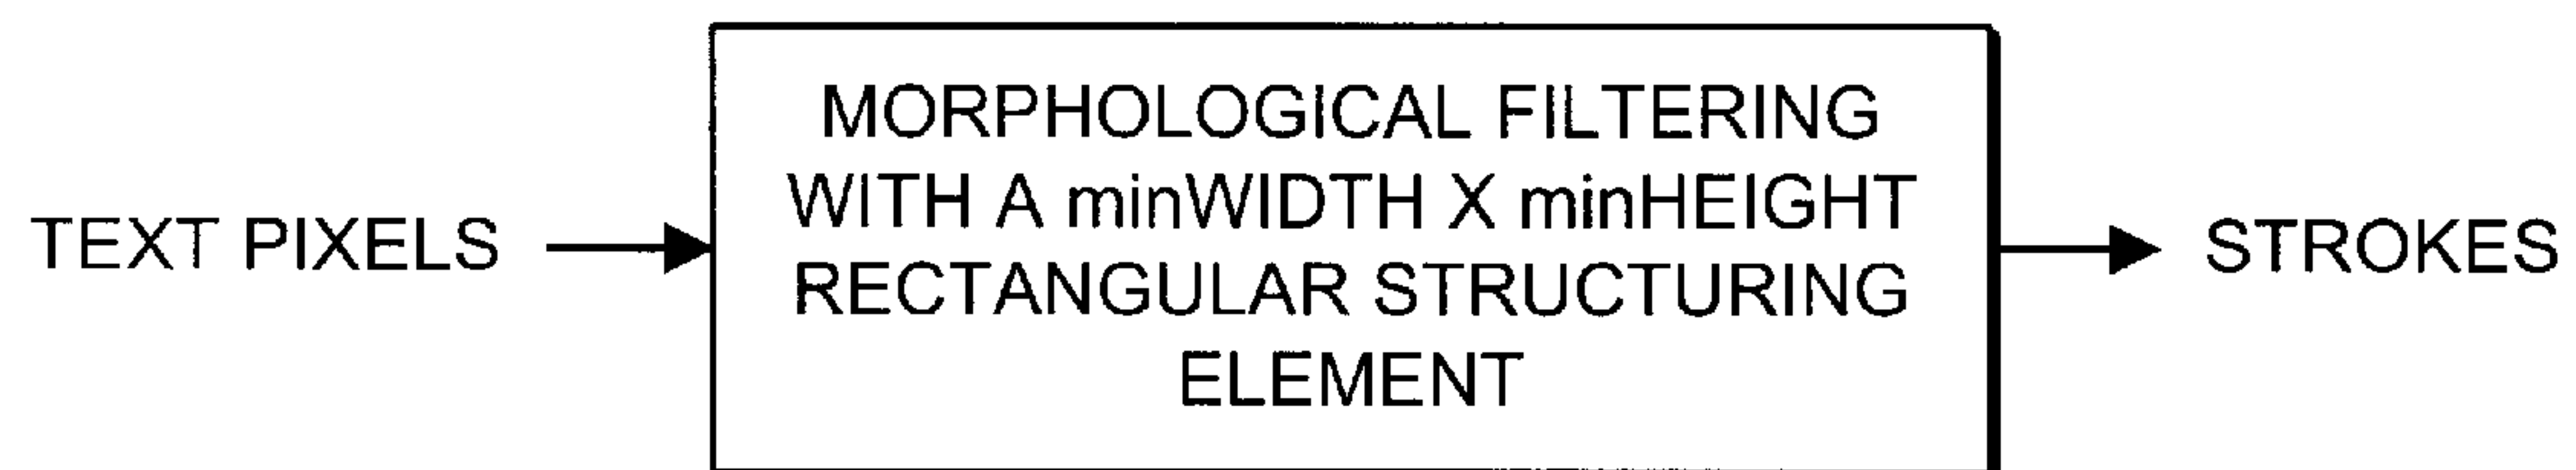 TEXT PIXELS
MORPHOLOGICAL FILTERING
WITH A minWIDTH X minHEIGHT
RECTANGULAR STRUCTURING
ELEMENT
STROKES